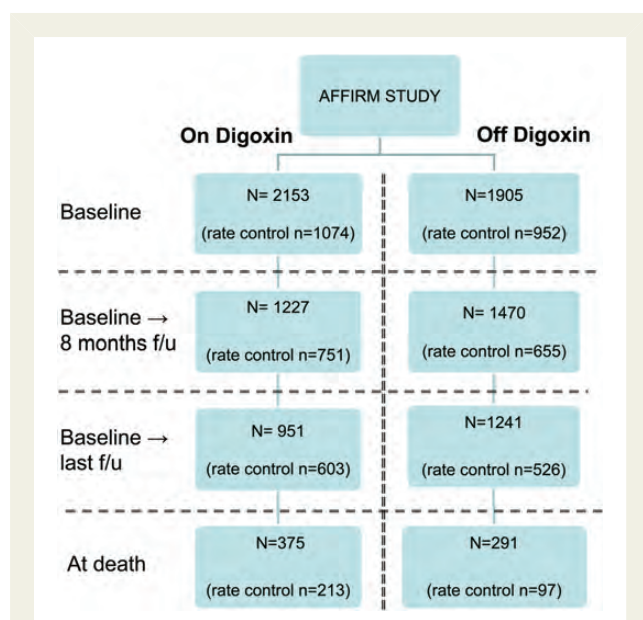 AFFIRM STUDY
On Digoxin
Off Digoxin
Baseline
N= 2153
(rate control n=1074)
N=1905
(rate control n=952)
Baseline →
8 months f/u
N= 1227
(rate control n=751)
N= 1470
(rate control n=655)
Baseline →
last f/u
N= 951
(rate control n=603)
N=1241
(rate control n=526)
At death
N=375
(rate control n=213)
N=291
(rate control n=97)